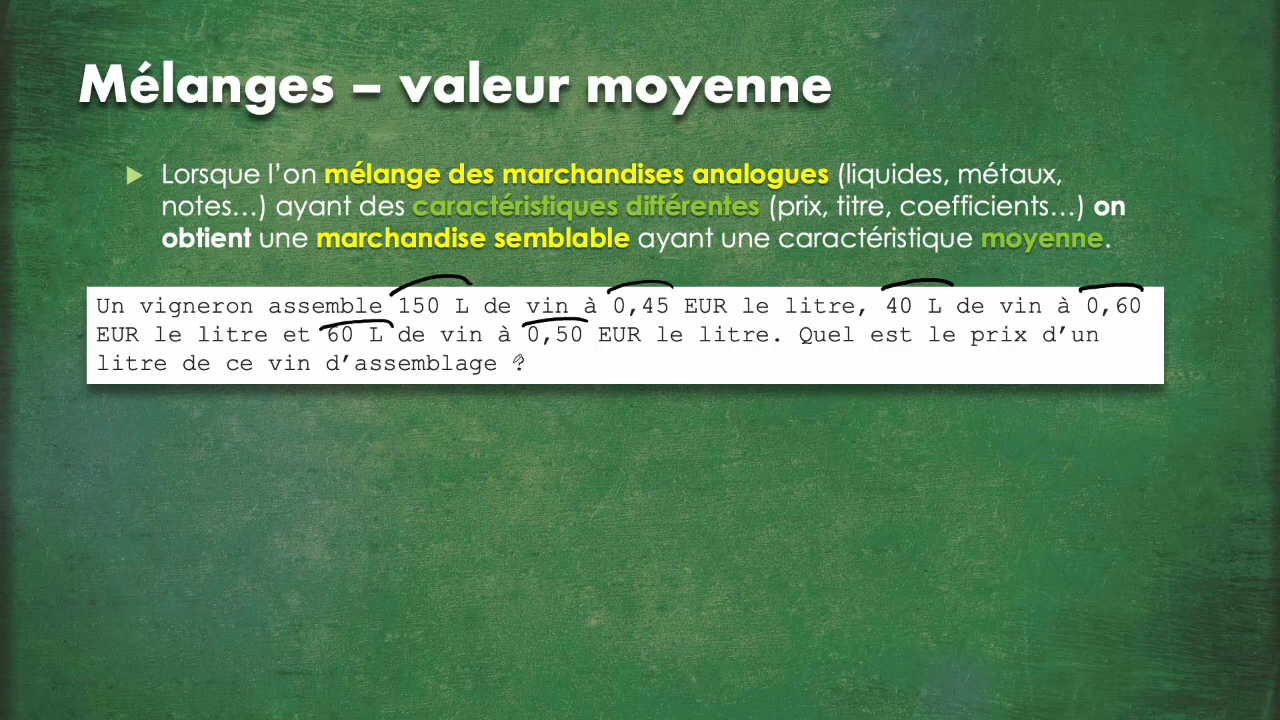 Mélanges – valeur moyenne
Lorsque l’on mélange des marchandises analogues (liquides, métaux,
notes…) ayant des caractéristiques différentes (prix, titre, coefficients…) on
obtient une marchandise semblable ayant une caractéristique moyenne.
Un vigneron assemble 150 L de vin à 0,45 EUR le litre, 40 L de vin à 0,60
EUR le litre et 60 L de vin à 0,50 EUR le litre. Quel est le prix d’un
litre de ce vin d’assemblage ?